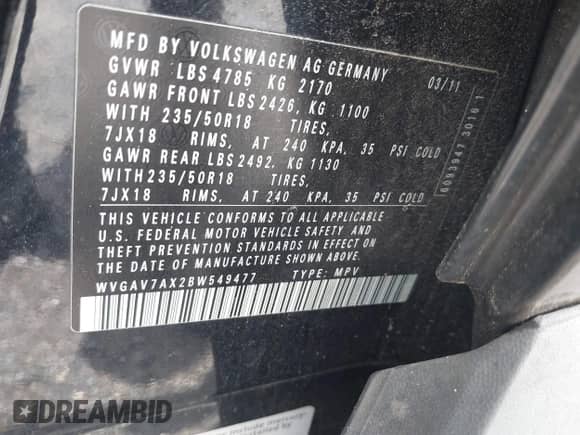 MFD BY VOLKSWAGEN AG GERMANY
03/11
GVWR LBS 4785 KG 2170
GAWR FRONT LBS 2426, KG 1100
WITH 235/50R18 TIRES,
7JX18 RIMS, AT 240 KPA, 35 PSI COLD
GAWR REAR LBS 2492, KG 1130
WITH 235/50R18 TIRES,
7JX18 RIMS, AT 240 KPA, 35 PSI COLD
THIS VEHICLE CONFORMS TO ALL APPLICABLE
U.S. FEDERAL MOTOR VEHICLE SAFETY AND
THEFT PREVENTION STANDARDS IN EFFECT ON
THE DATE OF MANUFACTURE SHOWN ABOVE
WVGAV7AX2BW549477 TYPE: MPV
DREAMBID